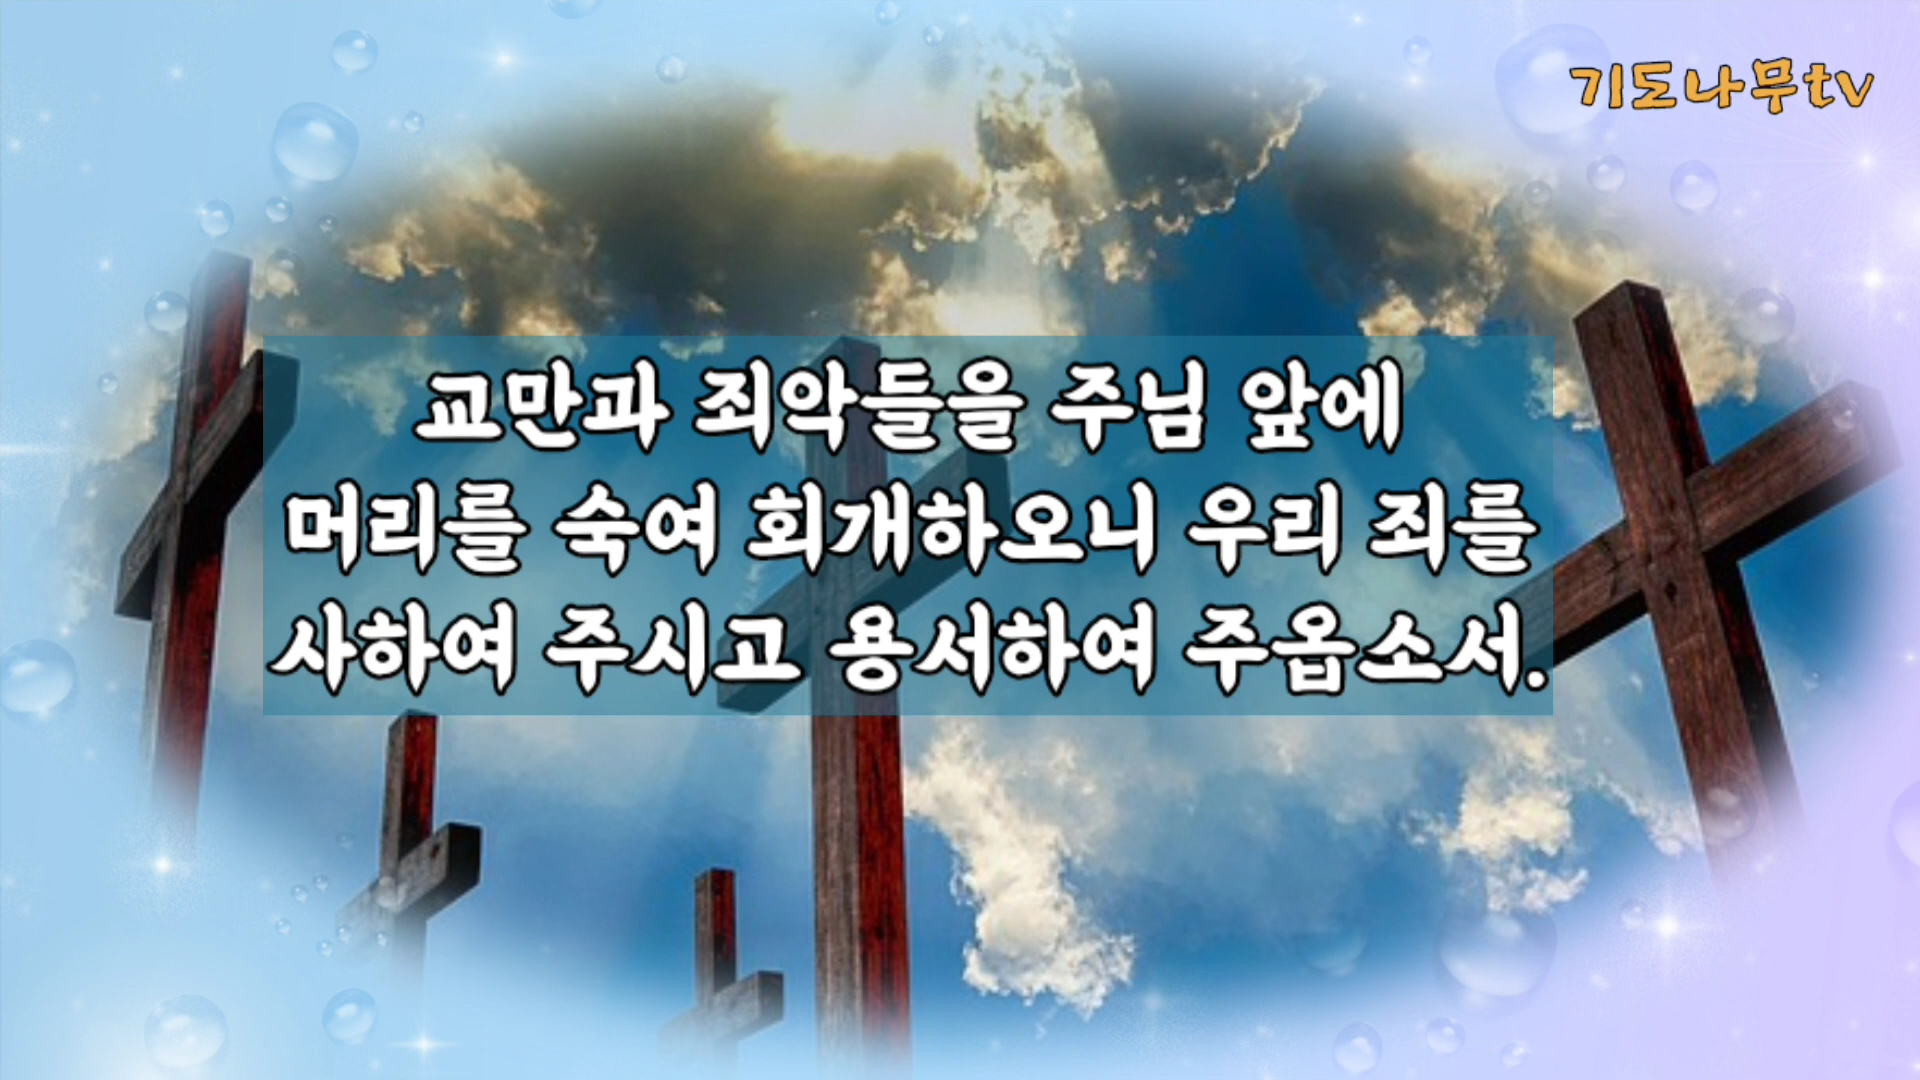 기도나무tv
교만과 죄악들을 주님 앞에
머리를 숙여 회개하오니 우리 죄를
사하여 주시고 용서하여 주옵소서.